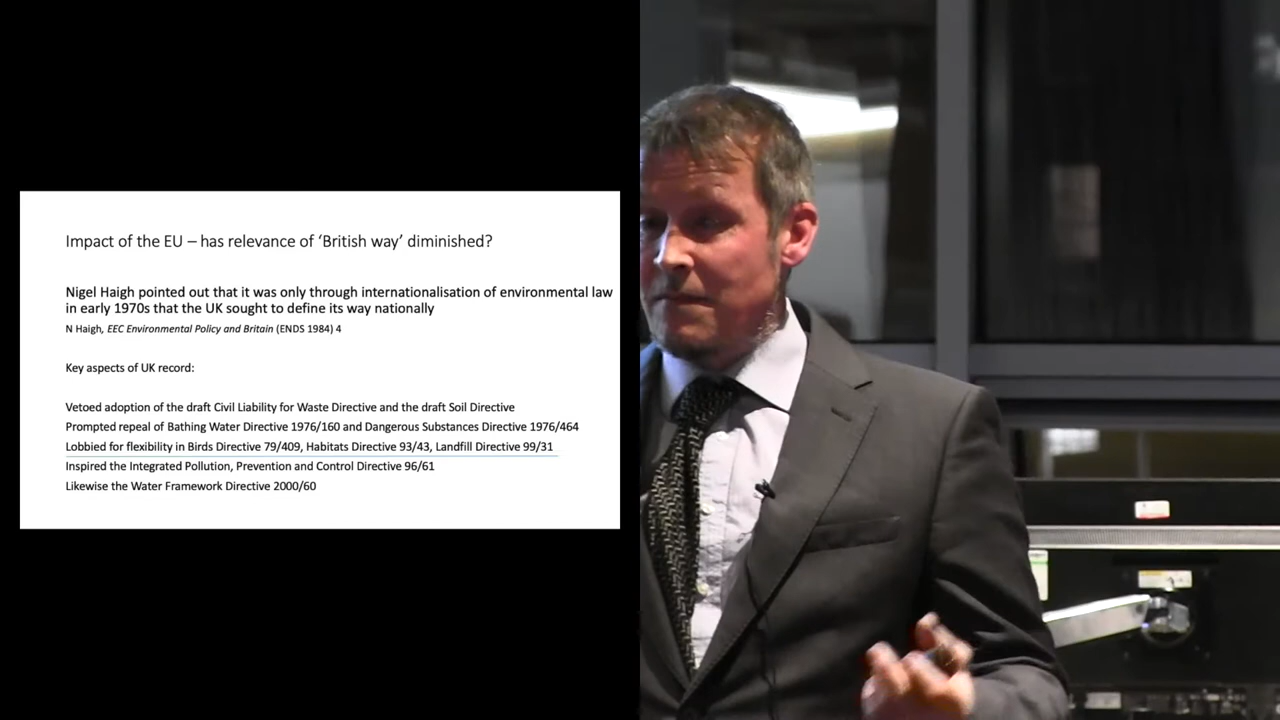 Impact of the EU – has relevance of ‘British way’ diminished?
Nigel Haigh pointed out that it was only through internationalisation of environmental law
in early 1970s that the UK sought to define its way nationally
N Haigh, EEC Environmental Policy and Britain (ENDS 1984) 4
Key aspects of UK record:
Vetoed adoption of the draft Civil Liability for Waste Directive and the draft Soil Directive
Prompted repeal of Bathing Water Directive 1976/160 and Dangerous Substances Directive 1976/464
Lobbied for flexibility in Birds Directive 79/409, Habitats Directive 93/43, Landfill Directive 99/31
Inspired the Integrated Pollution, Prevention and Control Directive 96/61
Likewise the Water Framework Directive 2000/60